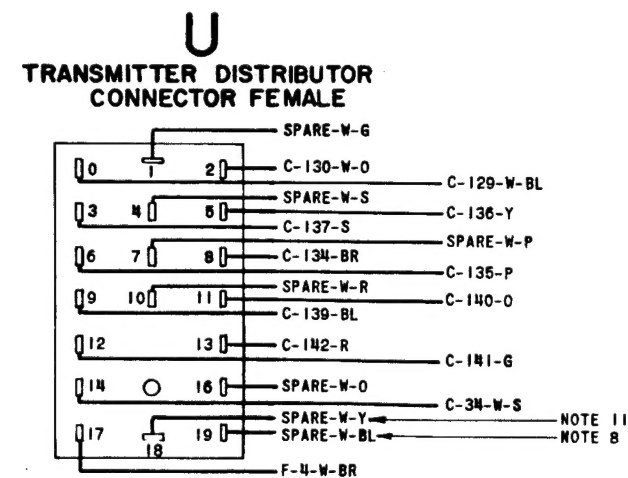 U
TRANSMITTER DISTRIBUTOR
CONNECTOR FEMALE
SPARE-W-G
0 1 2 C-130-W-O
C-129-W-BL
SPARE-W-S
3 4 5 C-136-Y
C-137-S
SPARE-W-P
6 7 8 C-134-BR
C-135-P
SPARE-W-R
9 10 11 C-140-O
C-139-BL
12 13 C-142-R
C-141-G
14 16 SPARE-W-O
C-34-W-S
SPARE-W-Y NOTE 11
17 18 19 SPARE-W-BL NOTE 8
F-4-W-BR